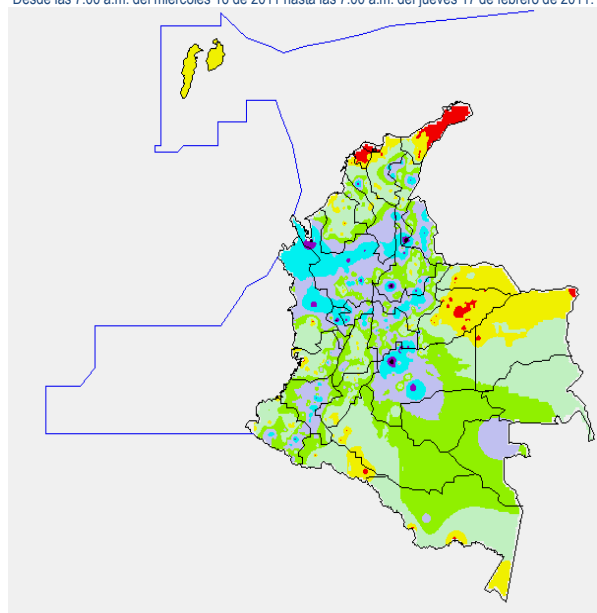 Desde las 7:00 a.m. del miércoles 16 de 2011 hasta las 7:00 a.m. del jueves 17 de febrero de 2011.